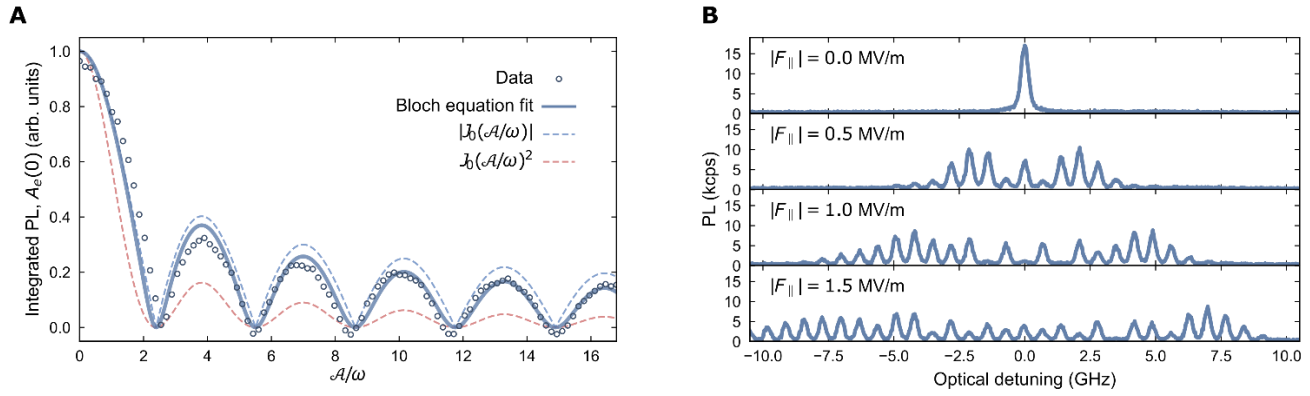 A
Integrated PL, 𝒜ₑ(0) (arb. units)
1.0
0.8
0.6
0.4
0.2
0.0
Data
Bloch equation fit
|J₀(𝒜/ω)|
J₀(𝒜/ω)²
0 2 4 6 8 10 12 14 16
𝒜/ω
B
PL (kcps)
|F∥| = 0.0 MV/m
15
10
5
0
|F∥| = 0.5 MV/m
15
10
5
0
|F∥| = 1.0 MV/m
15
10
5
0
|F∥| = 1.5 MV/m
15
10
5
0
−10.0 −7.5 −5.0 −2.5 0.0 2.5 5.0 7.5 10.0
Optical detuning (GHz)